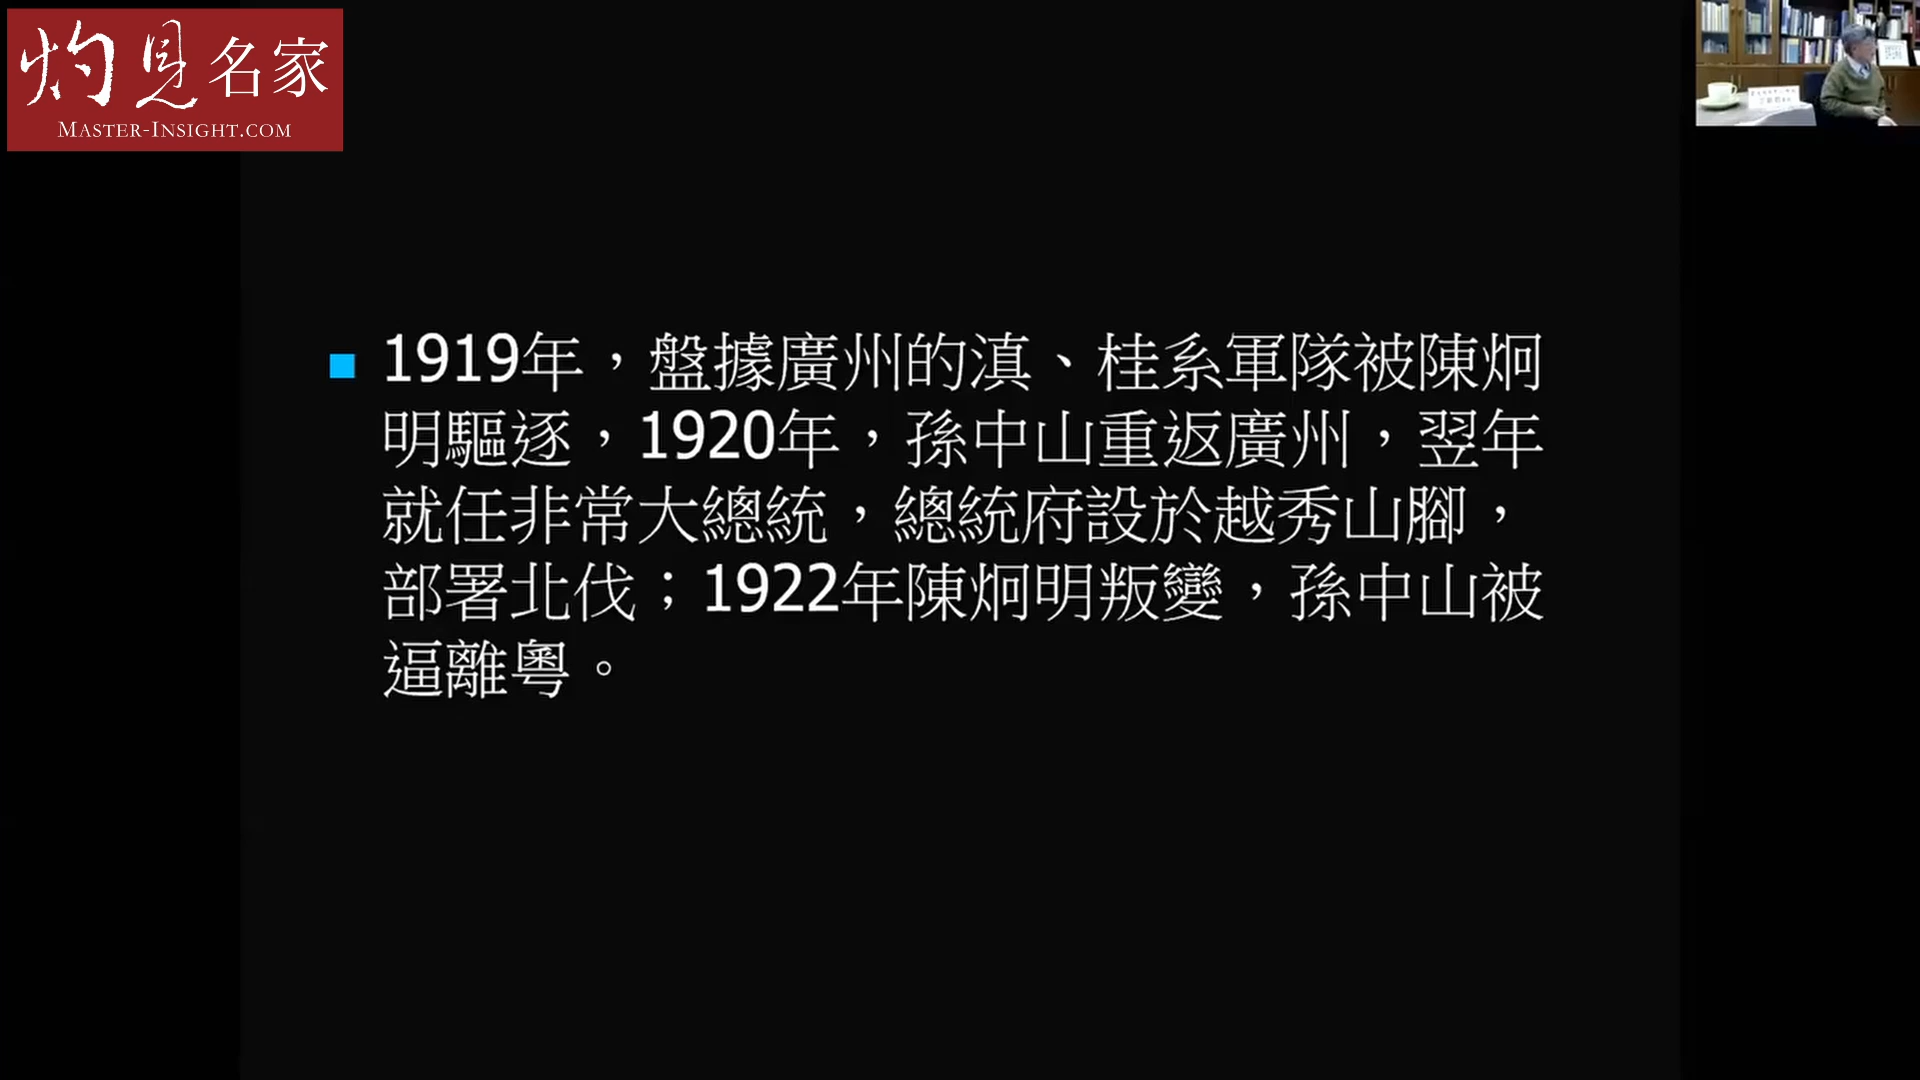 灼見名家
MASTER-INSIGHT.COM
1919年，盤據廣州的滇、桂系軍隊被陳炯
明驅逐，1920年，孫中山重返廣州，翌年
就任非常大總統，總統府設於越秀山腳，
部署北伐；1922年陳炯明叛變，孫中山被
逼離粵。